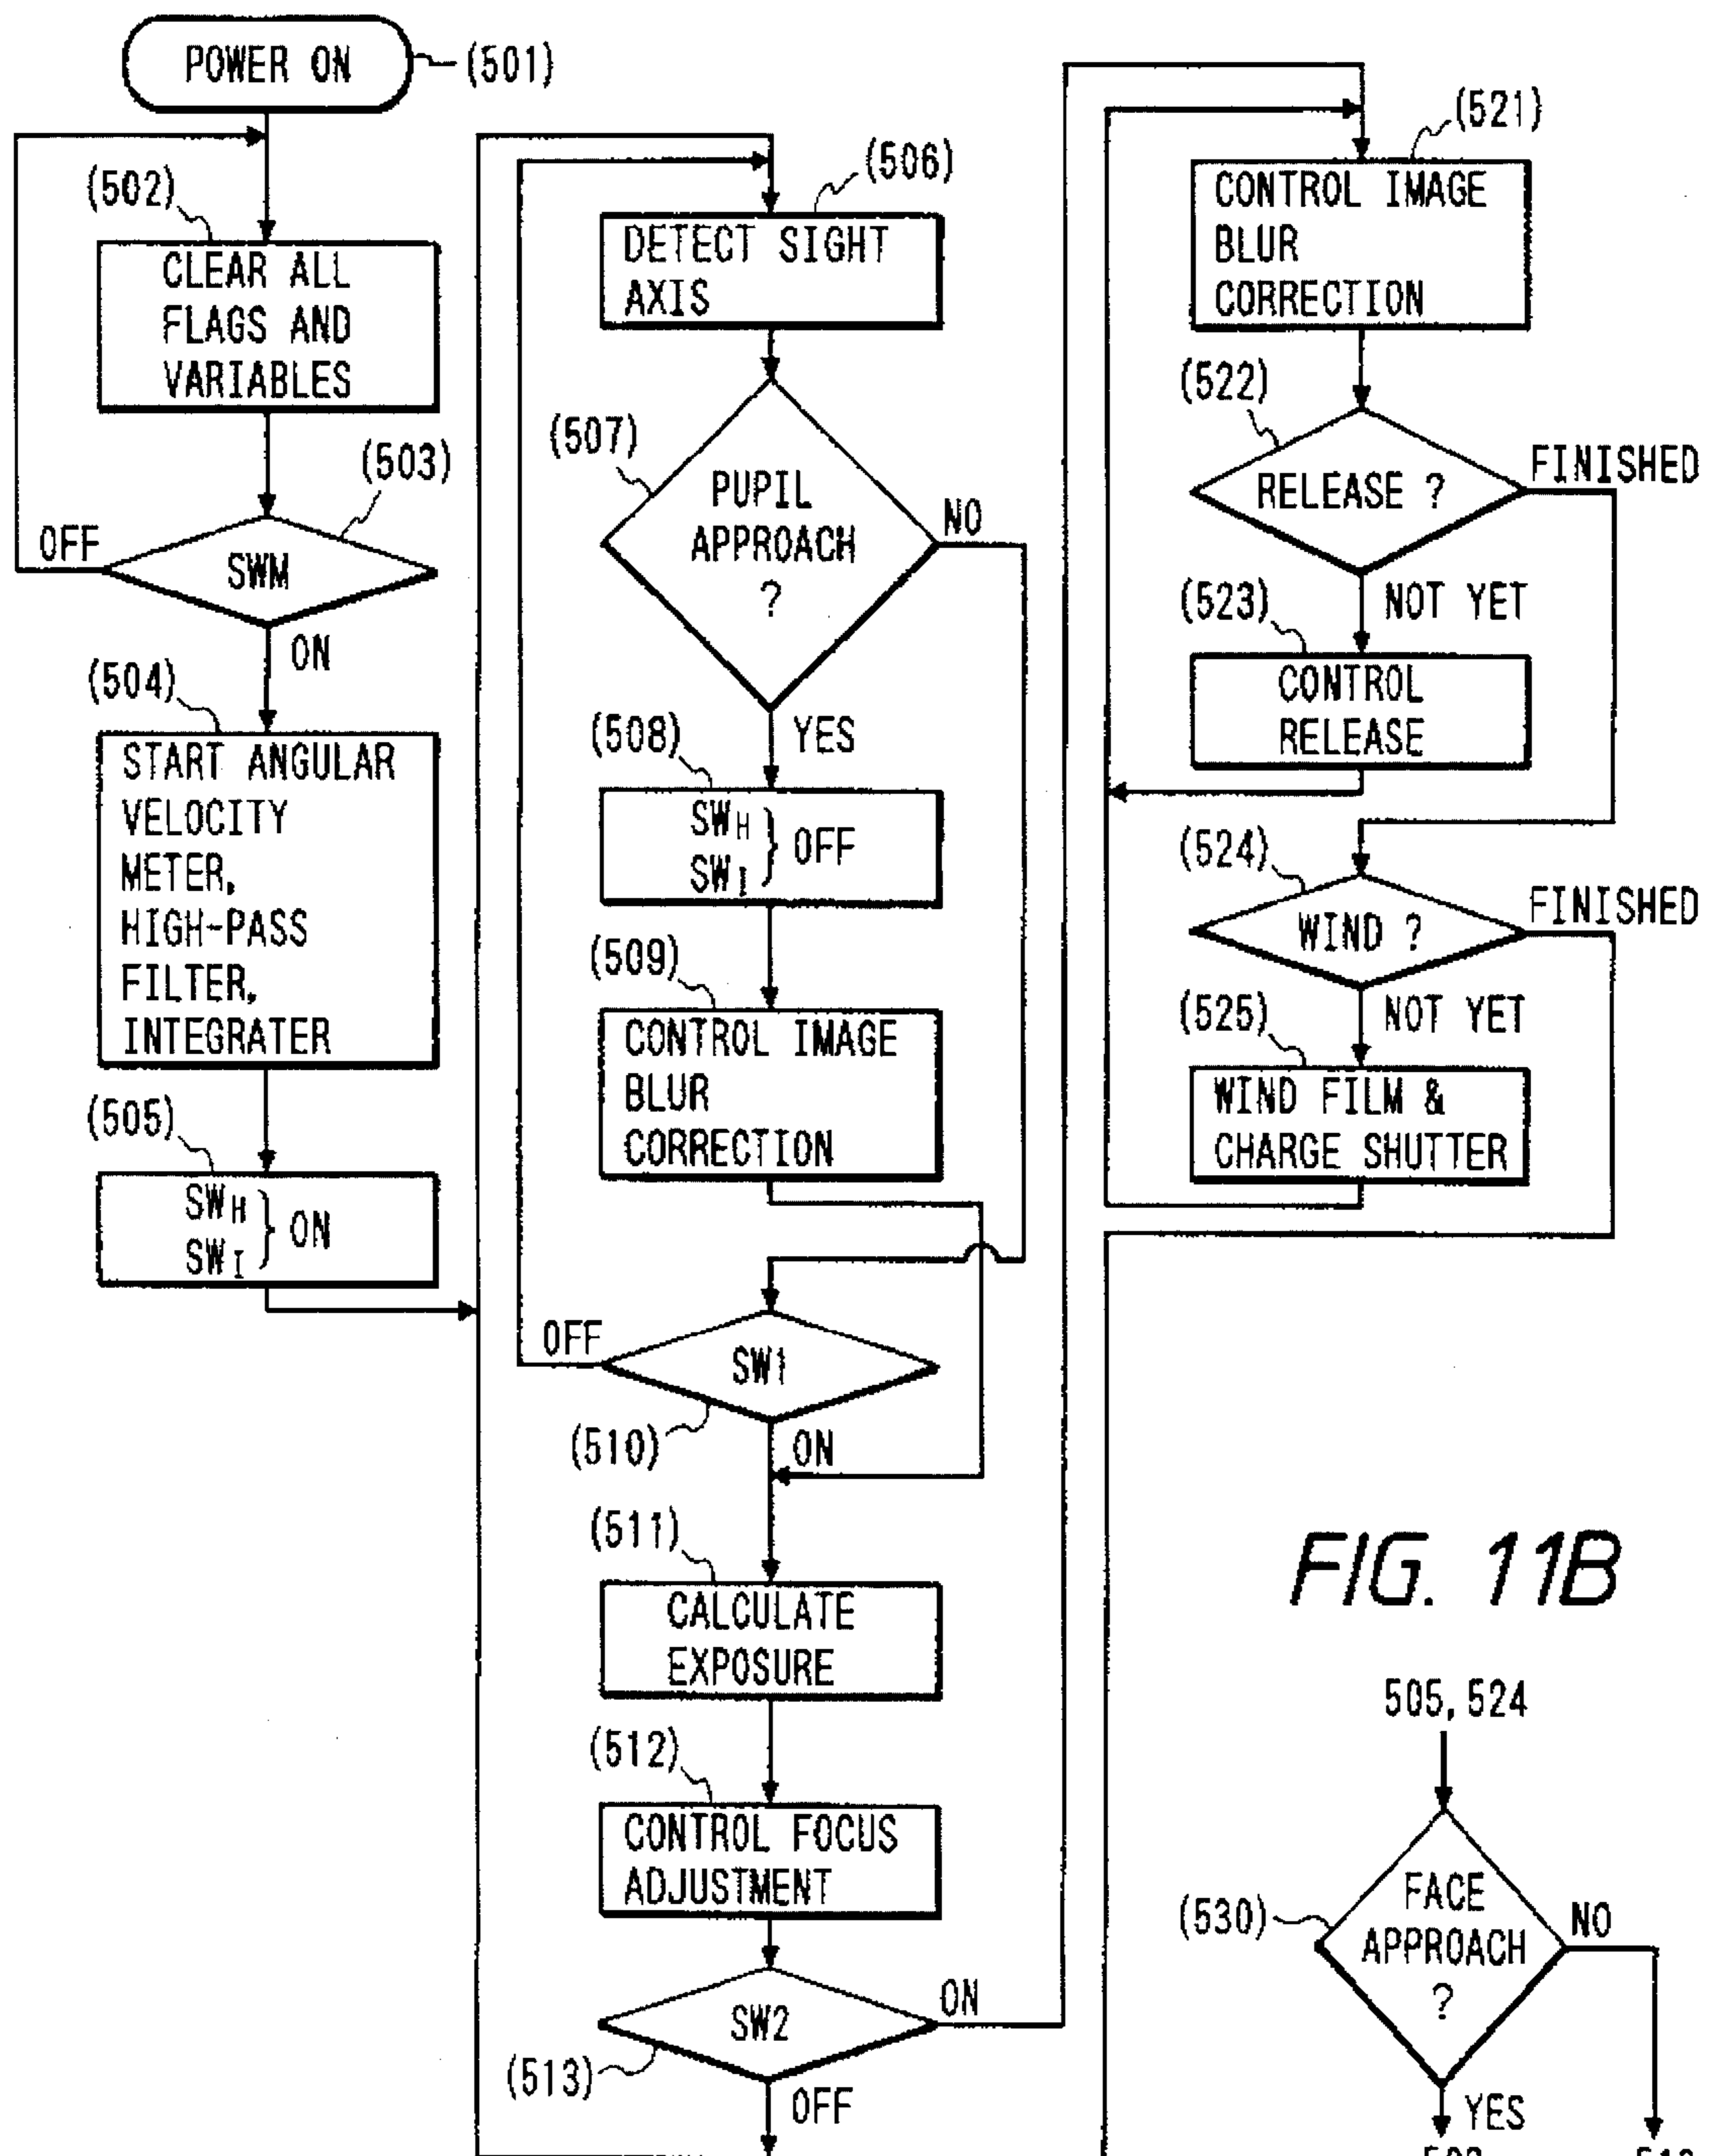 POWER ON
(501)
(502)
CLEAR ALL
FLAGS AND
VARIABLES
(503)
OFF
SWM
ON
(504)
START ANGULAR
VELOCITY
METER,
HIGH-PASS
FILTER,
INTEGRATER
(505)
SWH
SWI
} ON
(506)
DETECT SIGHT
AXIS
(507)
PUPIL
APPROACH
?
NO
YES
(508)
SWH
SWI
} OFF
(509)
CONTROL IMAGE
BLUR
CORRECTION
OFF
SW1
(510)
ON
(511)
CALCULATE
EXPOSURE
(512)
CONTROL FOCUS
ADJUSTMENT
SW2
ON
(513)
OFF
(521)
CONTROL IMAGE
BLUR
CORRECTION
(522)
RELEASE ?
FINISHED
NOT YET
(523)
CONTROL
RELEASE
(524)
WIND ?
FINISHED
NOT YET
(525)
WIND FILM &
CHARGE SHUTTER
FIG. 11B
505, 524
(530)
FACE
APPROACH
?
NO
YES